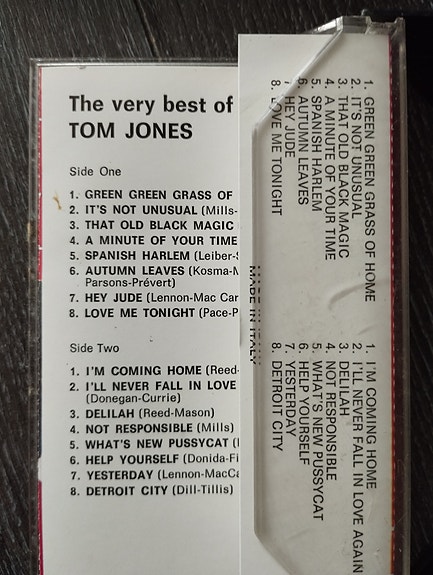 The very best of
TOM JONES
Side One
1. GREEN GREEN GRASS OF
2. IT'S NOT UNUSUAL (Mills-
3. THAT OLD BLACK MAGIC
4. A MINUTE OF YOUR TIME
5. SPANISH HARLEM (Leiber-
6. AUTUMN LEAVES (Kosma-
Parsons-Prévert)
7. HEY JUDE (Lennon-Mac Car
8. LOVE ME TONIGHT (Pace-P
Side Two
1. I'M COMING HOME (Reed-
2. I'LL NEVER FALL IN LOVE
(Donegan-Currie)
3. DELILAH (Reed-Mason)
4. NOT RESPONSIBLE (Mills)
5. WHAT'S NEW PUSSYCAT (
6. HELP YOURSELF (Donida-Fi
7. YESTERDAY (Lennon-MacCa
8. DETROIT CITY (Dill-Tillis)
1. GREEN GREEN GRASS OF HOME
2. IT'S NOT UNUSUAL
3. THAT OLD BLACK MAGIC
4. A MINUTE OF YOUR TIME
5. SPANISH HARLEM
6. AUTUMN LEAVES
7. HEY JUDE
8. LOVE ME TONIGHT
1. I'M COMING HOME
2. I'LL NEVER FALL IN LOVE AGAIN
3. DELILAH
4. NOT RESPONSIBLE
5. WHAT'S NEW PUSSYCAT
6. HELP YOURSELF
7. YESTERDAY
8. DETROIT CITY
MADE IN ITALY